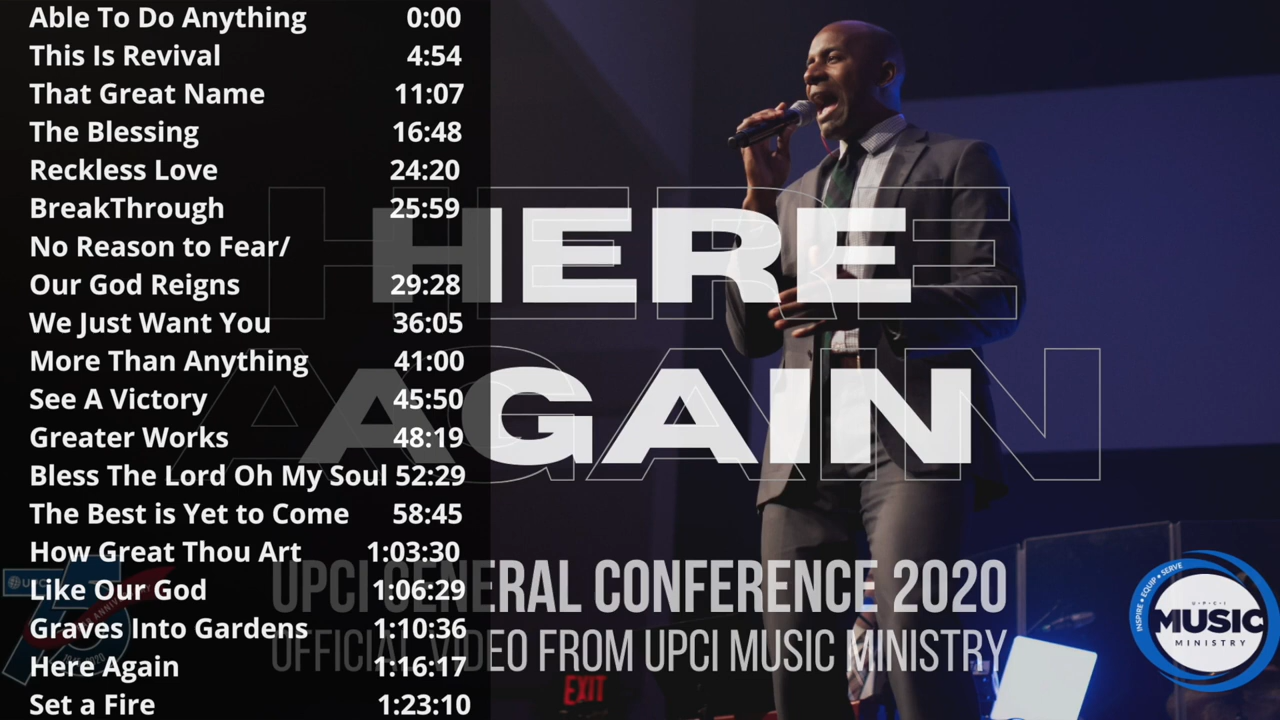 Able To Do Anything 0:00
This Is Revival 4:54
That Great Name 11:07
The Blessing 16:48
Reckless Love 24:20
BreakThrough 25:59
No Reason to Fear/
Our God Reigns 29:28
We Just Want You 36:05
More Than Anything 41:00
See A Victory 45:50
Greater Works 48:19
Bless The Lord Oh My Soul 52:29
The Best is Yet to Come 58:45
How Great Thou Art 1:03:30
Like Our God 1:06:29
Graves Into Gardens 1:10:36
Here Again 1:16:17
Set a Fire 1:23:10
HERE
AGAIN
UPCI GENERAL CONFERENCE 2020
OFFICIAL VIDEO FROM UPCI MUSIC MINISTRY
EXIT
INSPIRE • EQUIP • SERVE
UPCI
MUSIC
MINISTRY
75